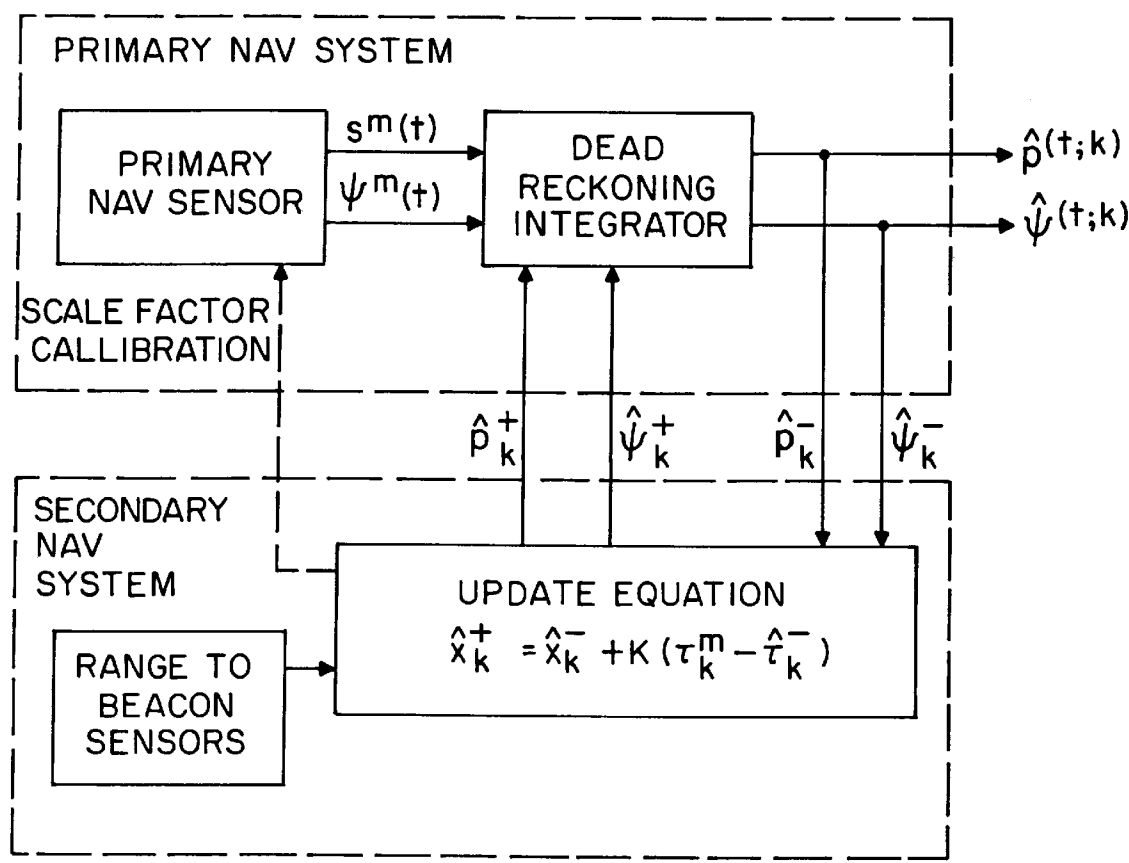 PRIMARY NAV SYSTEM
PRIMARY
NAV SENSOR
s^m(t)
ψ^m(t)
DEAD
RECKONING
INTEGRATOR
p̂(t;k)
ψ̂(t;k)
SCALE FACTOR
CALLIBRATION
p̂_k^+
ψ̂_k^+
p̂_k^-
ψ̂_k^-
SECONDARY
NAV
SYSTEM
UPDATE EQUATION
x̂_k^+ = x̂_k^- + K (τ_k^m - τ̂_k^-)
RANGE TO
BEACON
SENSORS